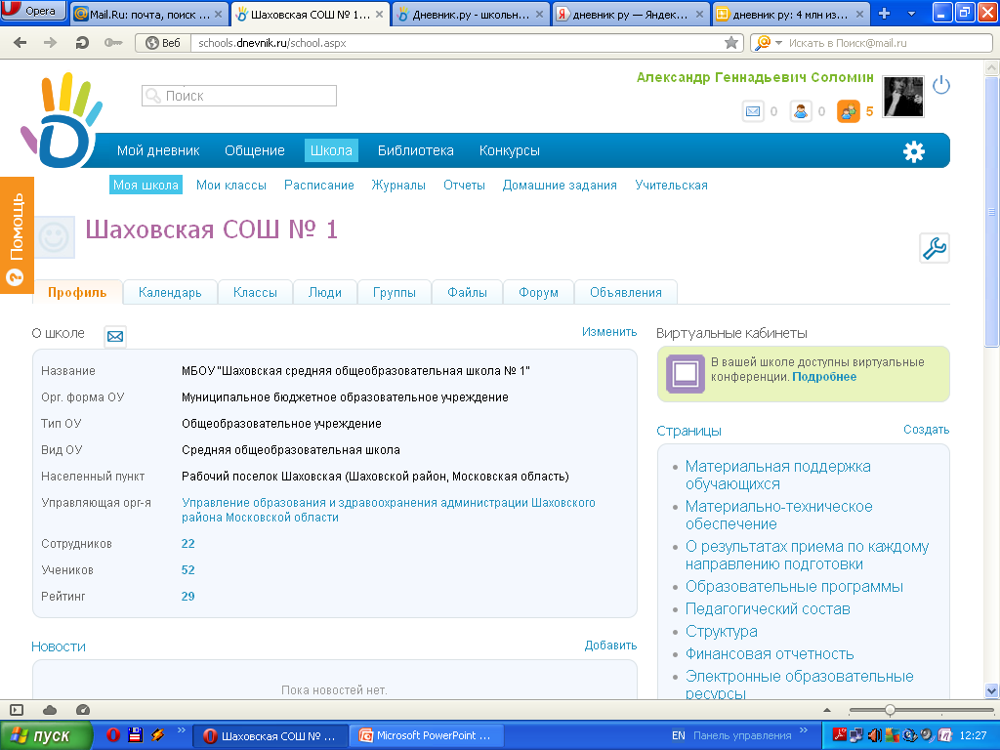 Opera
Mail.Ru: почта, поиск ...
Шаховская СОШ № 1...
Дневник.ру - школьн...
дневник ру — Яндек...
дневник ру: 4 млн из...
Веб
schools.dnevnik.ru/school.aspx
Искать в Поиск@mail.ru
Александр Геннадьевич Соломин
Поиск
0
0
5
Мой дневник Общение Школа Библиотека Конкурсы
Моя школа Мои классы Расписание Журналы Отчеты Домашние задания Учительская
Помощь
Шаховская СОШ № 1
Профиль Календарь Классы Люди Группы Файлы Форум Объявления
О школе
Изменить
Название МБОУ "Шаховская средняя общеобразовательная школа № 1"
Орг. форма ОУ Муниципальное бюджетное образовательное учреждение
Тип ОУ Общеобразовательное учреждение
Вид ОУ Средняя общеобразовательная школа
Населенный пункт Рабочий поселок Шаховская (Шаховской район, Московская область)
Управляющая орг-я Управление образования и здравоохранения администрации Шаховского
района Московской области
Сотрудников 22
Учеников 52
Рейтинг 29
Новости
Добавить
Пока новостей нет.
Виртуальные кабинеты
В вашей школе доступны виртуальные
конференции. Подробнее
Страницы
Создать
Материальная поддержка
обучающихся
Материально-техническое
обеспечение
О результатах приема по каждому
направлению подготовки
Образовательные программы
Педагогический состав
Структура
Финансовая отчетность
Электронные образовательные
ресурсы
пуск
Шаховская СОШ № ...
Microsoft PowerPoint ...
EN
Панель управления
12:27